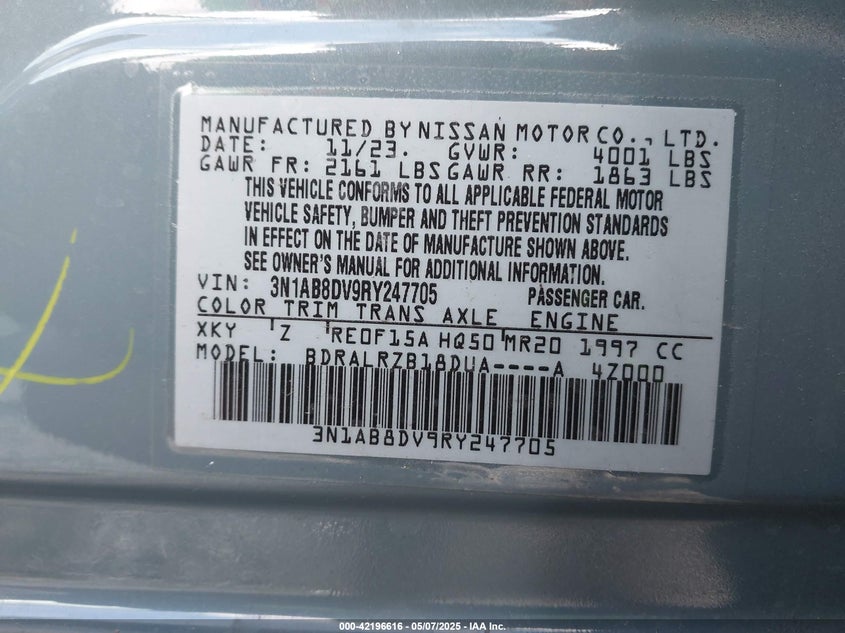 MANUFACTURED BY NISSAN MOTOR CO., LTD.
DATE: 11/23. GVWR: 4001 LBS
GAWR FR: 2161 LBS GAWR RR: 1863 LBS
THIS VEHICLE CONFORMS TO ALL APPLICABLE FEDERAL MOTOR
VEHICLE SAFETY, BUMPER AND THEFT PREVENTION STANDARDS
IN EFFECT ON THE DATE OF MANUFACTURE SHOWN ABOVE.
SEE OWNER'S MANUAL FOR ADDITIONAL INFORMATION.
VIN: 3N1AB8DV9RY247705 PASSENGER CAR.
COLOR TRIM TRANS AXLE ENGINE
XKY Z RE0F15A HQ50 MR20 1997 CC
MODEL: BDRALRZB18DUA----A 4Z000
3N1AB8DV9RY247705
000-42196616 - 05/07/2025 - IAA Inc.